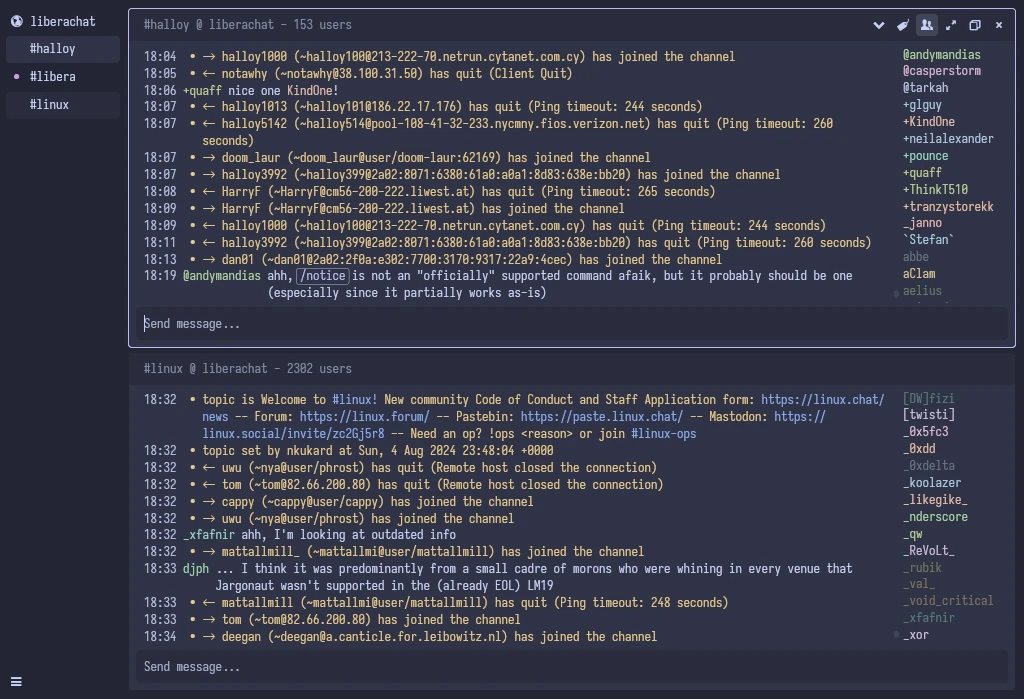 liberachat
#halloy
#libera
#linux
#halloy @ liberachat - 153 users
18:04 • → halloy1000 (~halloy100@213-222-70.netrun.cytanet.com.cy) has joined the channel
18:05 • ← notawhy (~notawhy@38.100.31.50) has quit (Client Quit)
18:06 +quaff nice one KindOne!
18:07 • ← halloy1013 (~halloy101@186.22.17.176) has quit (Ping timeout: 244 seconds)
18:07 • ← halloy5142 (~halloy514@pool-108-41-32-233.nycmny.fios.verizon.net) has quit (Ping timeout: 260
seconds)
18:07 • → doom_laur (~doom_laur@user/doom-laur:62169) has joined the channel
18:07 • → halloy3992 (~halloy399@2a02:8071:6380:61a0:a0a1:8d83:638e:bb20) has joined the channel
18:08 • ← HarryF (~HarryF@cm56-200-222.liwest.at) has quit (Ping timeout: 265 seconds)
18:09 • → HarryF (~HarryF@cm56-200-222.liwest.at) has joined the channel
18:09 • ← halloy1000 (~halloy100@213-222-70.netrun.cytanet.com.cy) has quit (Ping timeout: 244 seconds)
18:11 • ← halloy3992 (~halloy399@2a02:8071:6380:61a0:a0a1:8d83:638e:bb20) has quit (Ping timeout: 260 seconds)
18:13 • → dan01 (~dan01@2a02:2f0a:e302:7700:3170:9317:22a9:4cec) has joined the channel
18:19 @andymandias ahh, /notice is not an "officially" supported command afaik, but it probably should be one
(especially since it partially works as-is)
@andymandias
@casperstorm
@tarkah
+glguy
+KindOne
+neilalexander
+pounce
+quaff
+ThinkT510
+tranzystorekk
_janno
`Stefan`
abbe
aClam
aelius
Send message...
#linux @ liberachat - 2302 users
18:32 • topic is Welcome to #linux! New community Code of Conduct and Staff Application form: https://linux.chat/
news -- Forum: https://linux.forum/ -- Pastebin: https://paste.linux.chat/ -- Mastodon: https://
linux.social/invite/zc2Gj5r8 -- Need an op? !ops <reason> or join #linux-ops
18:32 • topic set by nkukard at Sun, 4 Aug 2024 23:48:04 +0000
18:32 • ← uwu (~nya@user/phrost) has quit (Remote host closed the connection)
18:32 • ← tom (~tom@82.66.200.80) has quit (Remote host closed the connection)
18:32 • → cappy (~cappy@user/cappy) has joined the channel
18:32 • → uwu (~nya@user/phrost) has joined the channel
18:32 _xfafnir ahh, I'm looking at outdated info
18:32 • → mattallmill_ (~mattallmi@user/mattallmill) has joined the channel
18:33 djph ... I think it was predominantly from a small cadre of morons who were whining in every venue that
Jargonaut wasn't supported in the (already EOL) LM19
18:33 • ← mattallmill (~mattallmi@user/mattallmill) has quit (Ping timeout: 248 seconds)
18:33 • → tom (~tom@82.66.200.80) has joined the channel
18:34 • → deegan (~deegan@a.canticle.for.leibowitz.nl) has joined the channel
[DW]fizi
[twisti]
_0x5fc3
_0xdd
_0xdelta
_koolazer
_likegike_
_nderscore
_qw
_ReVoLt_
_rubik
_val_
_void_critical
_xfafnir
_xor
Send message...